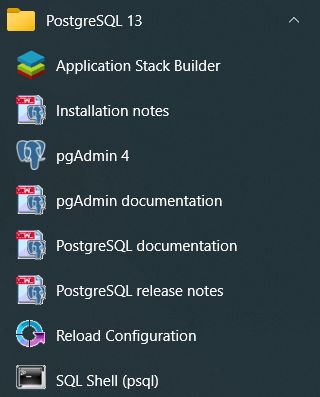 PostgreSQL 13
Application Stack Builder
Installation notes
pgAdmin 4
pgAdmin documentation
PostgreSQL documentation
PostgreSQL release notes
Reload Configuration
SQL Shell (psql)